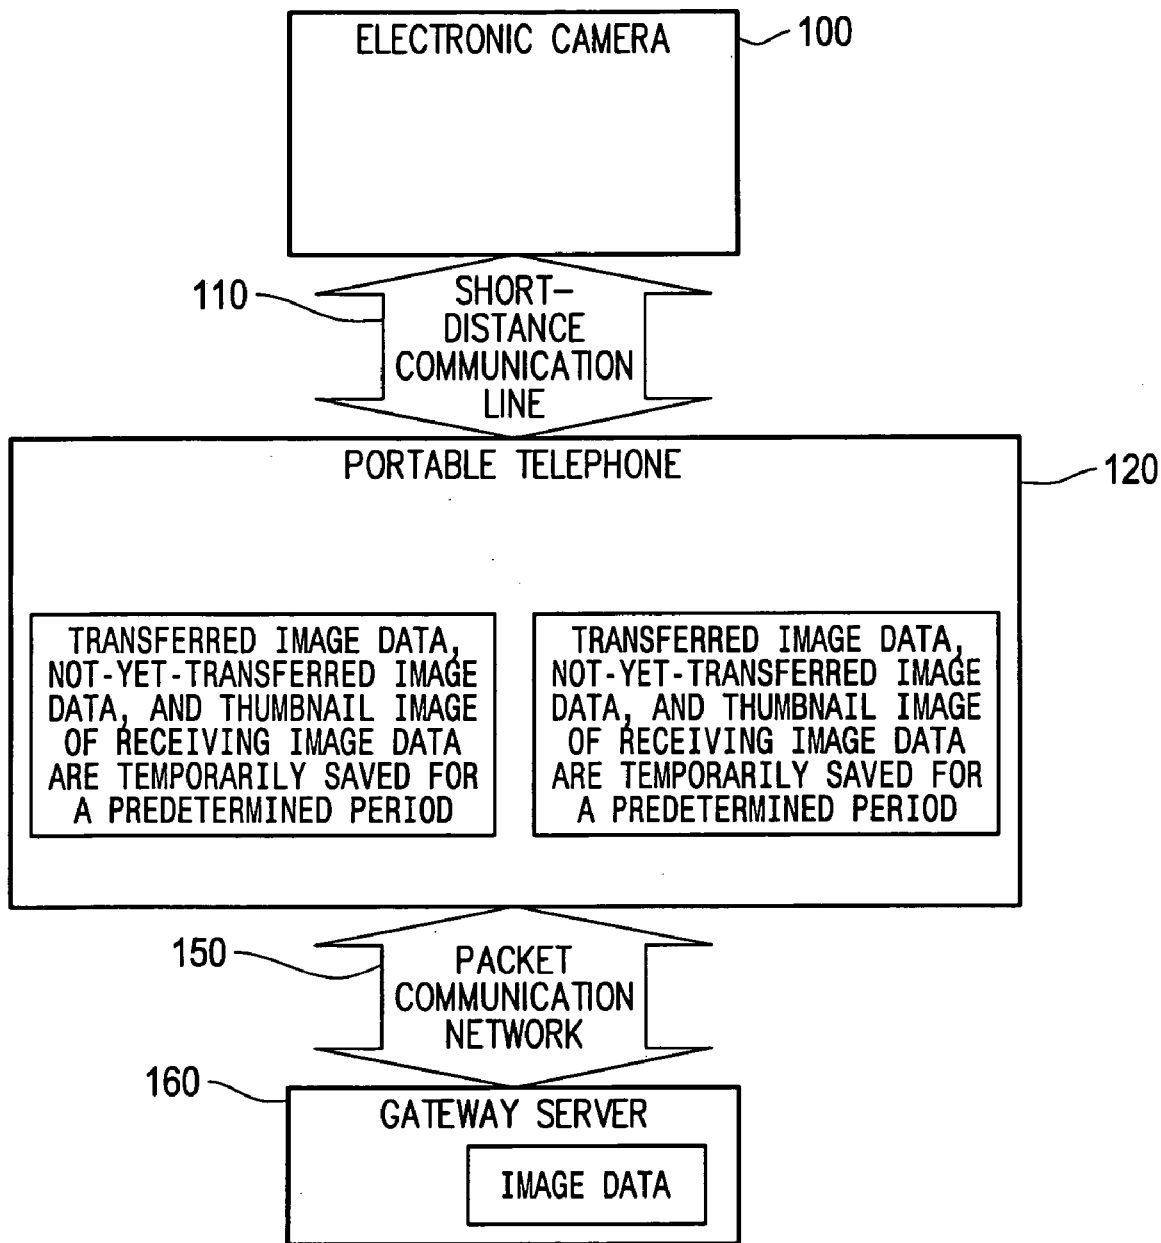 ELECTRONIC CAMERA
100
110
SHORT-
DISTANCE
COMMUNICATION
LINE
PORTABLE TELEPHONE
120
TRANSFERRED IMAGE DATA,
NOT-YET-TRANSFERRED IMAGE
DATA, AND THUMBNAIL IMAGE
OF RECEIVING IMAGE DATA
ARE TEMPORARILY SAVED FOR
A PREDETERMINED PERIOD
TRANSFERRED IMAGE DATA,
NOT-YET-TRANSFERRED IMAGE
DATA, AND THUMBNAIL IMAGE
OF RECEIVING IMAGE DATA
ARE TEMPORARILY SAVED FOR
A PREDETERMINED PERIOD
150
PACKET
COMMUNICATION
NETWORK
160
GATEWAY SERVER
IMAGE DATA